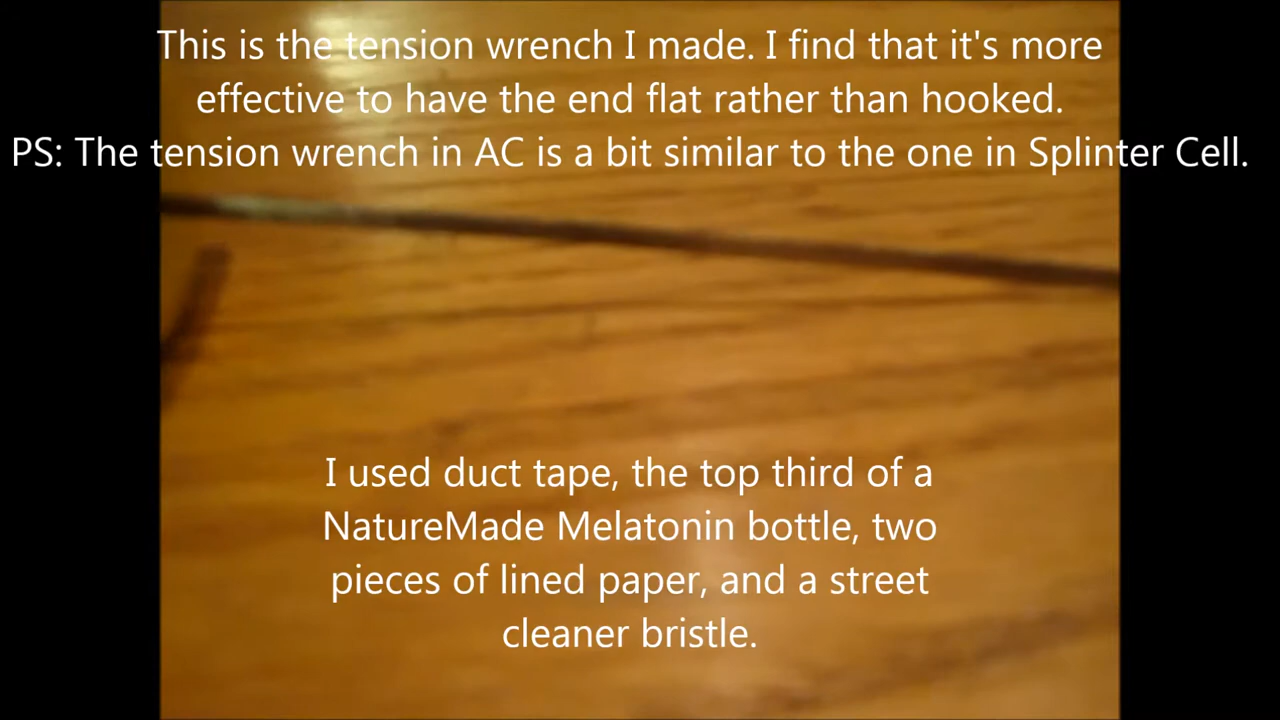 This is the tension wrench I made. I find that it's more
effective to have the end flat rather than hooked.
PS: The tension wrench in AC is a bit similar to the one in Splinter Cell.
I used duct tape, the top third of a
NatureMade Melatonin bottle, two
pieces of lined paper, and a street
cleaner bristle.